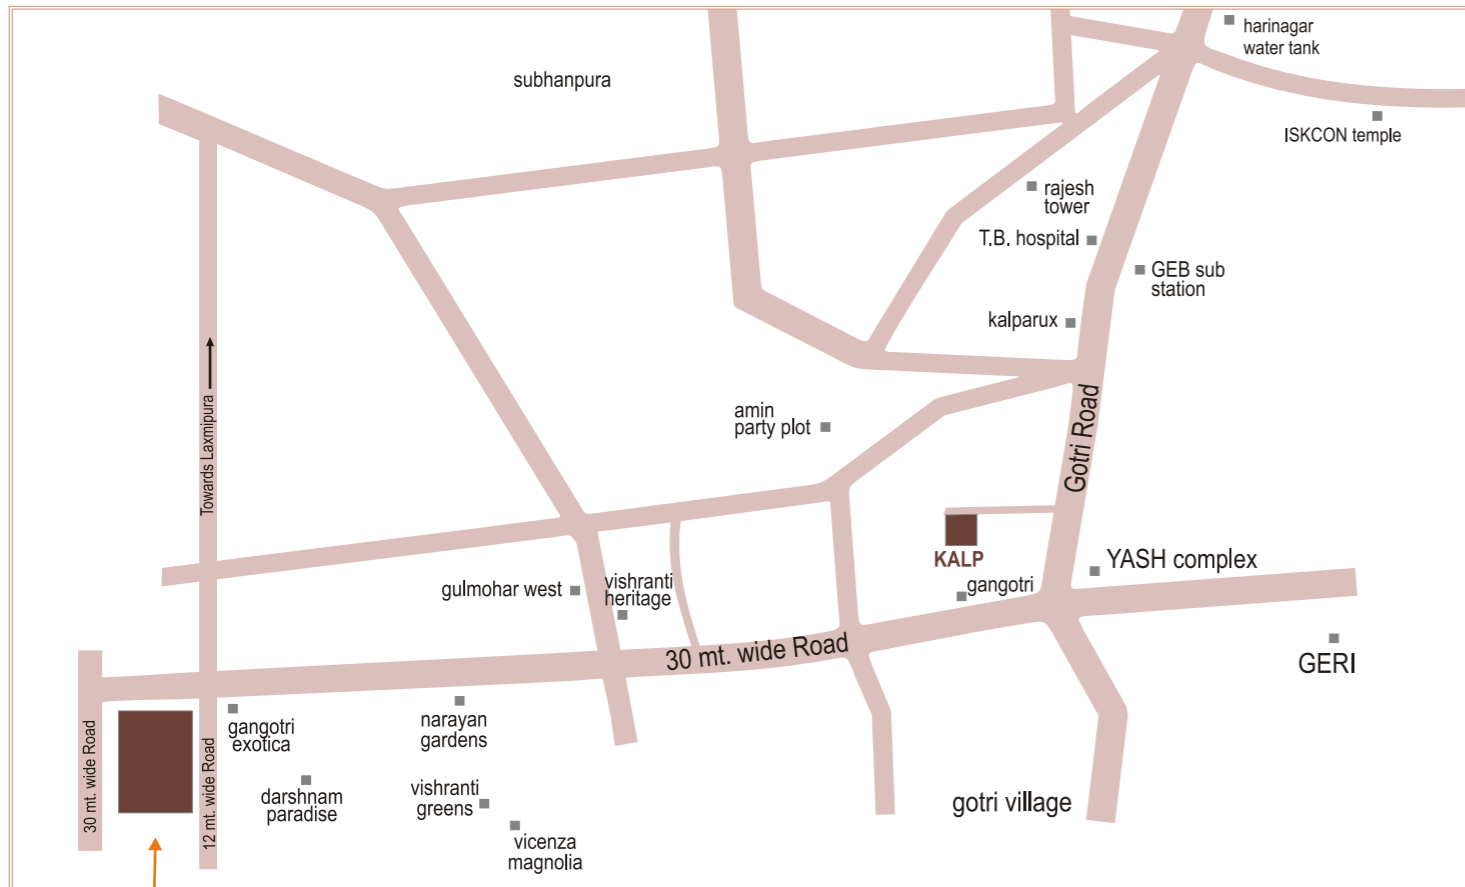 harinagar
water tank
subhanpura
ISKCON temple
rajesh
tower
T.B. hospital
GEB sub
station
kalparux
Gotri Road
amin
party plot
Towards Laxmipura
KALP
YASH complex
gangotri
gulmohar west
vishranti
heritage
30 mt. wide Road
GERI
gangotri
exotica
narayan
gardens
30 mt. wide Road
12 mt. wide Road
darshnam
paradise
vishranti
greens
gotri village
vicenza
magnolia